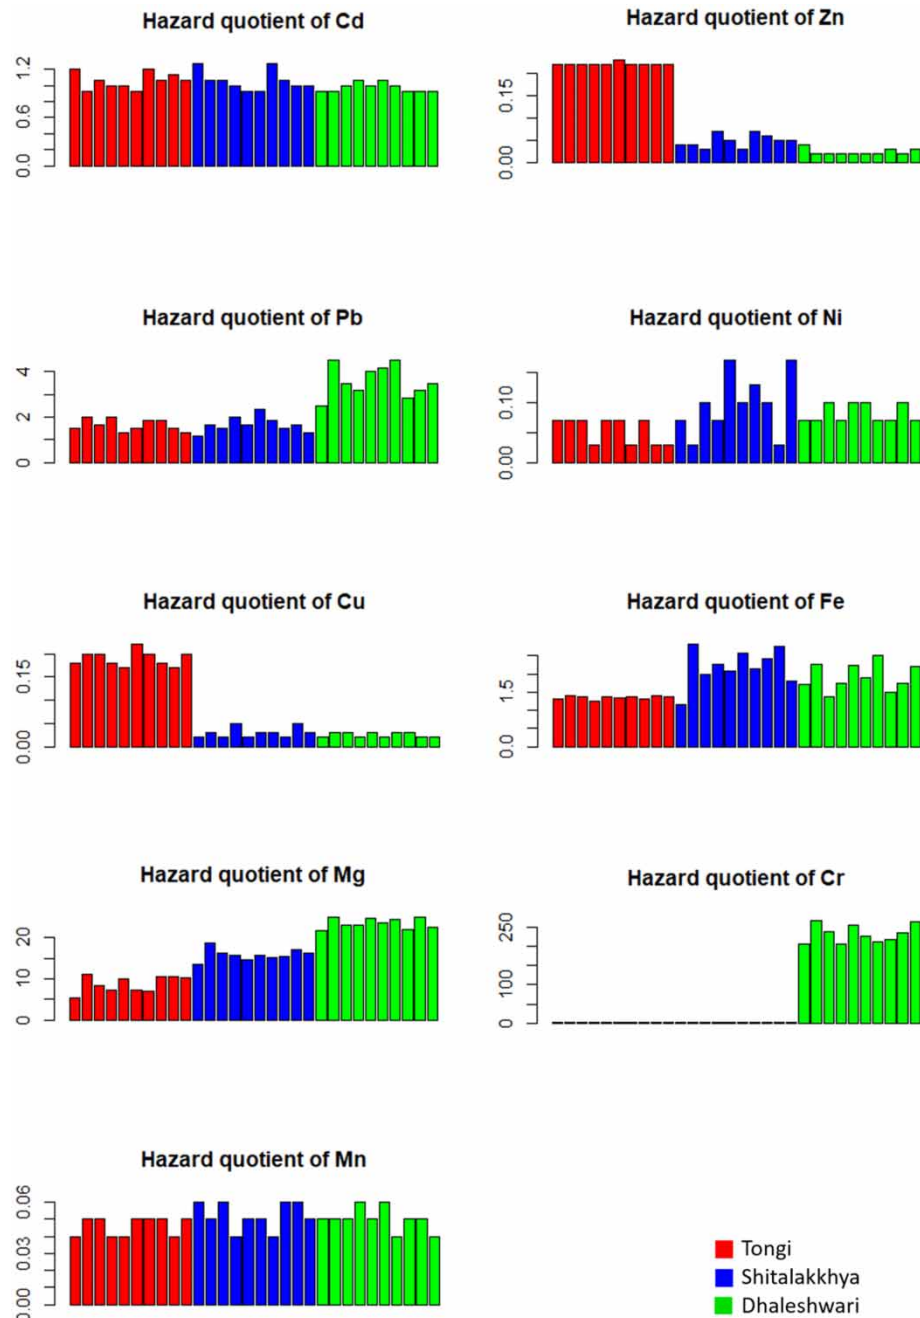 Hazard quotient of Cd
1.2
0.6
0.0
Hazard quotient of Zn
0.15
0.00
Hazard quotient of Pb
4
2
0
Hazard quotient of Ni
0.10
0.00
Hazard quotient of Cu
0.15
0.00
Hazard quotient of Fe
1.5
0.0
Hazard quotient of Mg
20
10
0
Hazard quotient of Cr
250
100
0
Hazard quotient of Mn
0.06
0.03
0.00
Tongi
Shitalakkhya
Dhaleshwari